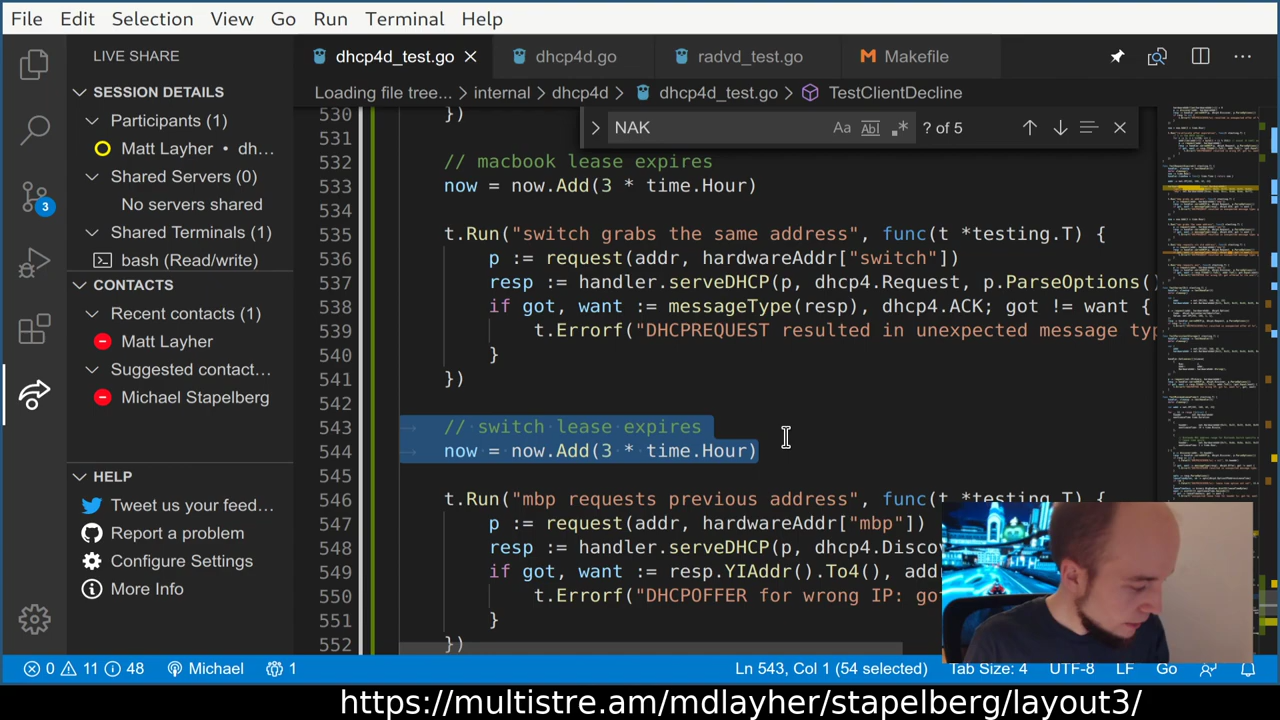 File Edit Selection View Go Run Terminal Help
LIVE SHARE
dhcp4d_test.go
dhcp4d.go
radvd_test.go
Makefile
SESSION DETAILS
Participants (1)
Matt Layher • dh...
Shared Servers (0)
No servers shared
Shared Terminals (1)
bash (Read/write)
CONTACTS
Recent contacts (1)
Matt Layher
Suggested contact...
Michael Stapelberg
3
HELP
Tweet us your feed...
Report a problem
Configure Settings
More Info
Loading file tree... internal dhcp4d dhcp4d_test.go TestClientDecline
NAK Aa Abl .* ? of 5
530 })
531
532 // macbook lease expires
533 now = now.Add(3 * time.Hour)
534
535 t.Run("switch grabs the same address", func(t *testing.T) {
536 p := request(addr, hardwareAddr["switch"])
537 resp := handler.serveDHCP(p, dhcp4.Request, p.ParseOptions()
538 if got, want := messageType(resp), dhcp4.ACK; got != want {
539 t.Errorf("DHCPREQUEST resulted in unexpected message typ
540 }
541 })
542
543 // switch lease expires
544 now = now.Add(3 * time.Hour)
545
546 t.Run("mbp requests previous address", func(t *testing.T) {
547 p := request(addr, hardwareAddr["mbp"])
548 resp := handler.serveDHCP(p, dhcp4.Disco
549 if got, want := resp.YIAddr().To4(), add
550 t.Errorf("DHCPOFFER for wrong IP: go
551 }
552 })
0 11 48 Michael 1 Ln 543, Col 1 (54 selected) Tab Size: 4 UTF-8 LF Go
https://multistre.am/mdlayher/stapelberg/layout3/